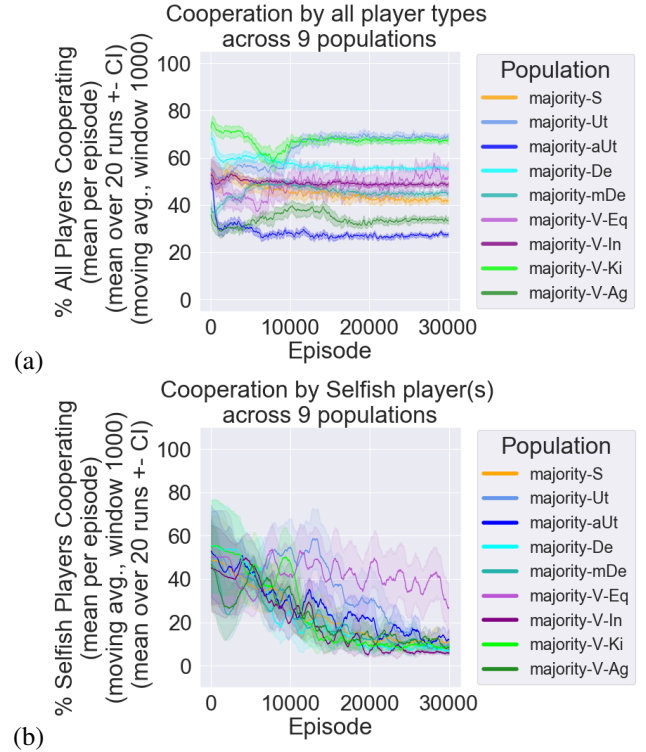 Cooperation by all player types
across 9 populations
% All Players Cooperating
(mean per episode)
(mean over 20 runs +- CI)
(moving avg., window 1000)
100
80
60
40
20
0
0 10000 20000 30000
Episode
Population
majority-S
majority-Ut
majority-aUt
majority-De
majority-mDe
majority-V-Eq
majority-V-In
majority-V-Ki
majority-V-Ag
(a)
Cooperation by Selfish player(s)
across 9 populations
% Selfish Players Cooperating
(mean per episode)
(moving avg., window 1000)
(mean over 20 runs +- CI)
100
80
60
40
20
0
0 10000 20000 30000
Episode
Population
majority-S
majority-Ut
majority-aUt
majority-De
majority-mDe
majority-V-Eq
majority-V-In
majority-V-Ki
majority-V-Ag
(b)